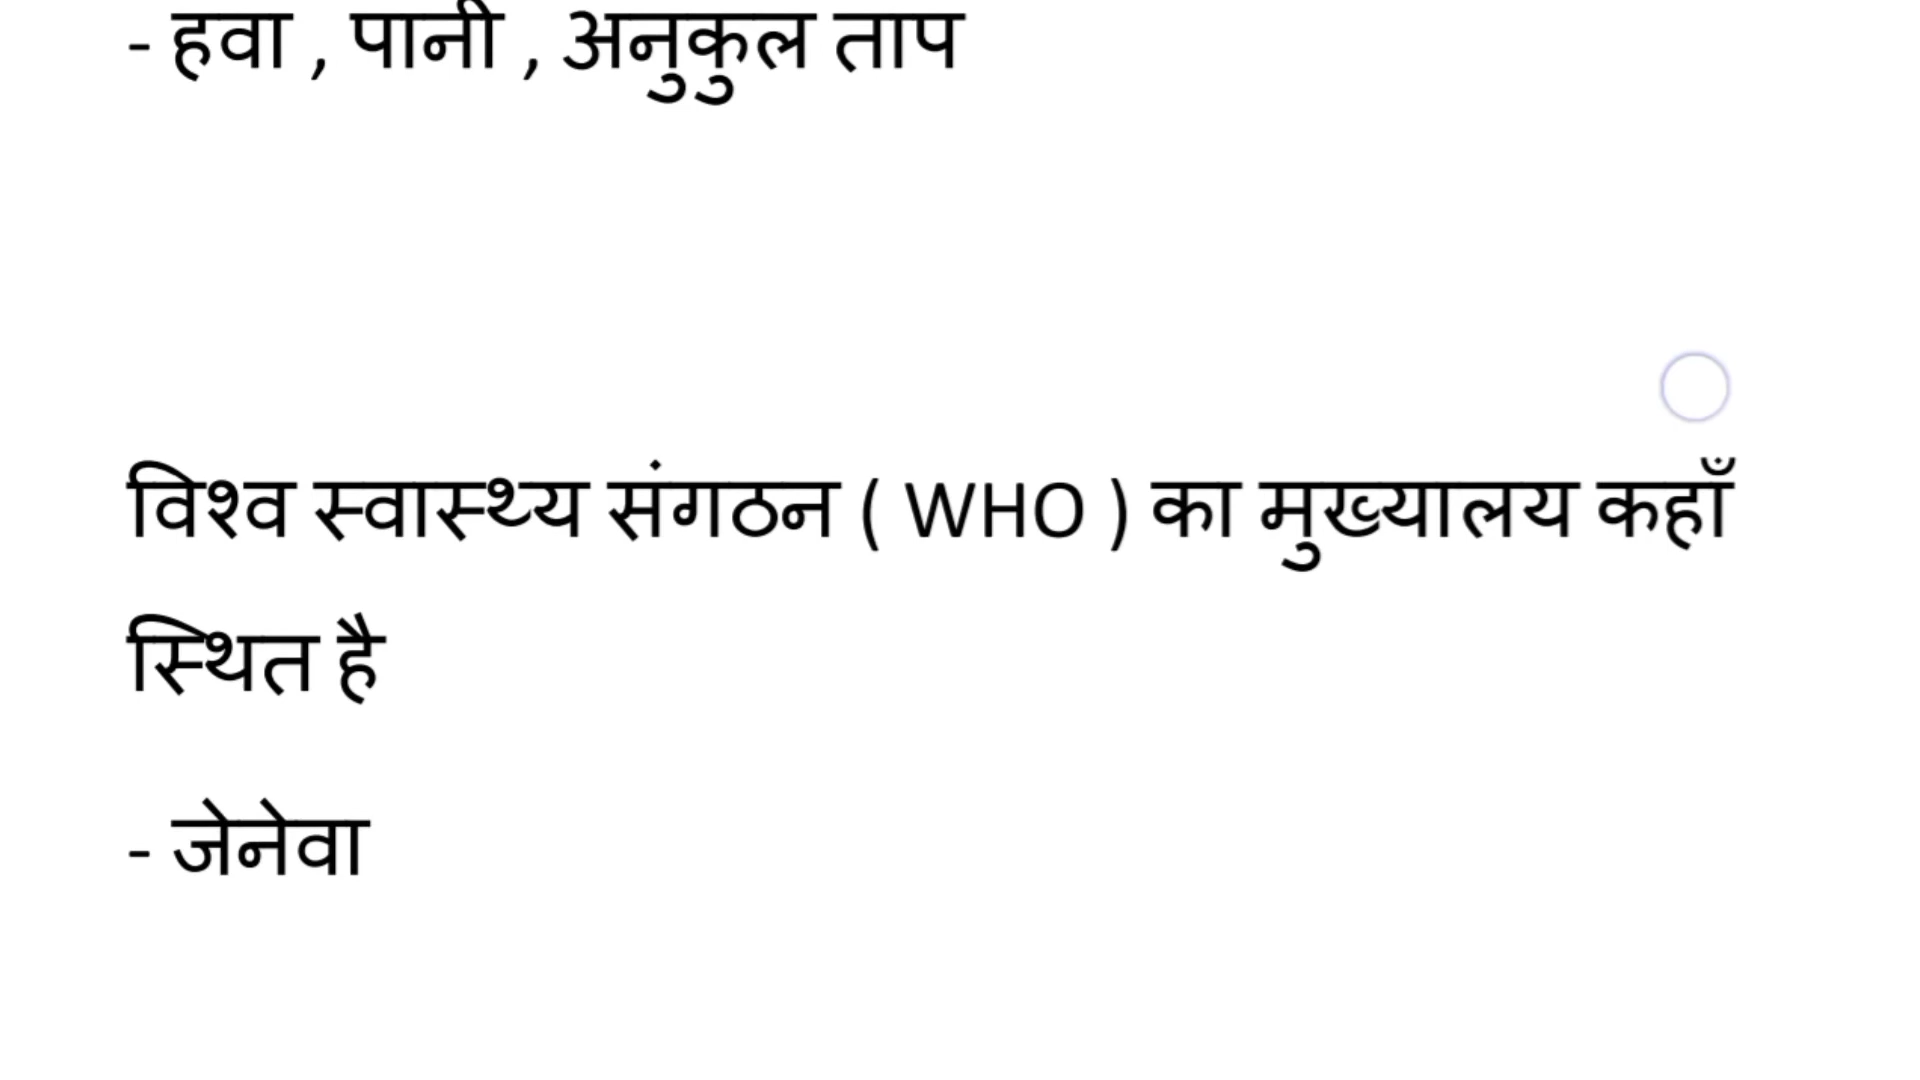 - हवा , पानी , अनुकुल ताप
विश्व स्वास्थ्य संगठन ( WHO ) का मुख्यालय कहाँ
स्थित है
- जेनेवा